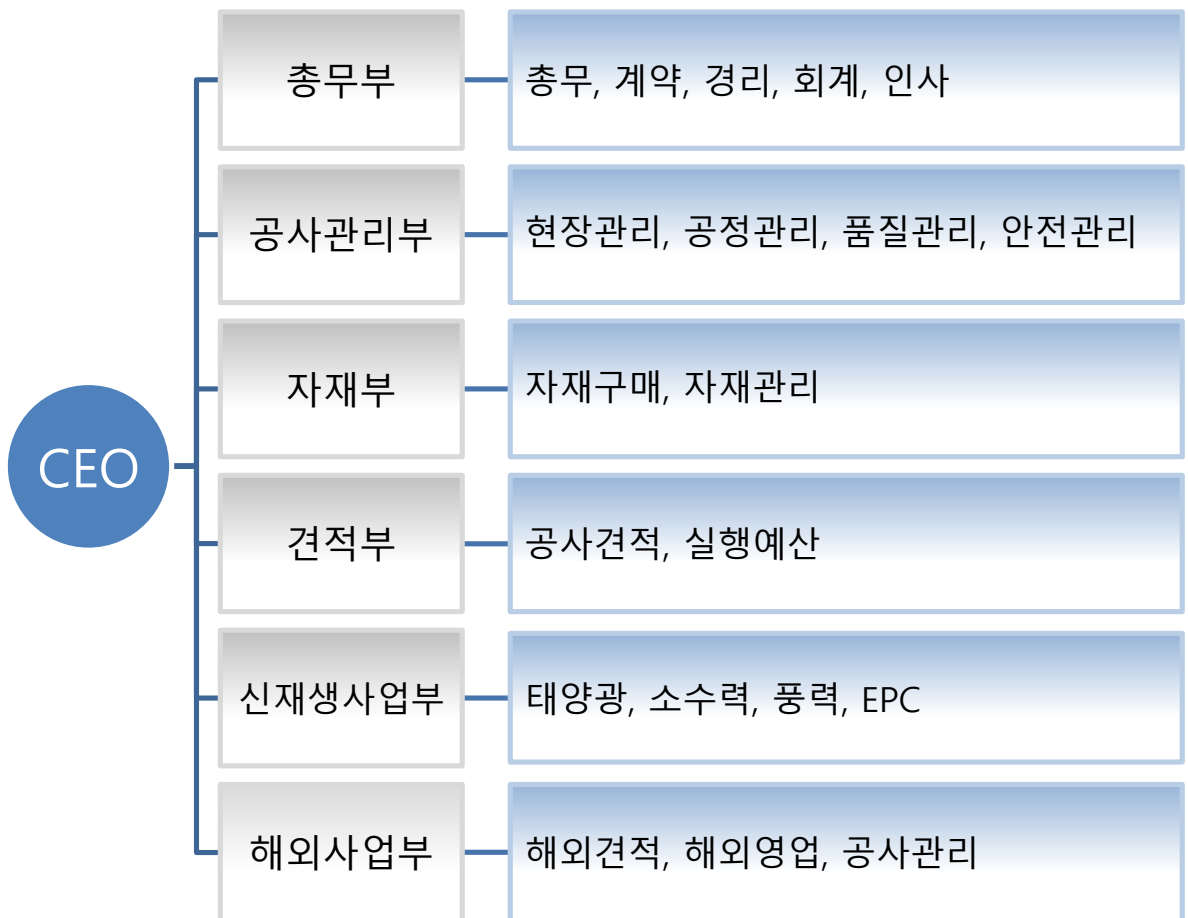 총무부
총무, 계약, 경리, 회계, 인사
공사관리부
현장관리, 공정관리, 품질관리, 안전관리
자재부
자재구매, 자재관리
CEO
견적부
공사견적, 실행예산
신재생사업부
태양광, 소수력, 풍력, EPC
해외사업부
해외견적, 해외영업, 공사관리